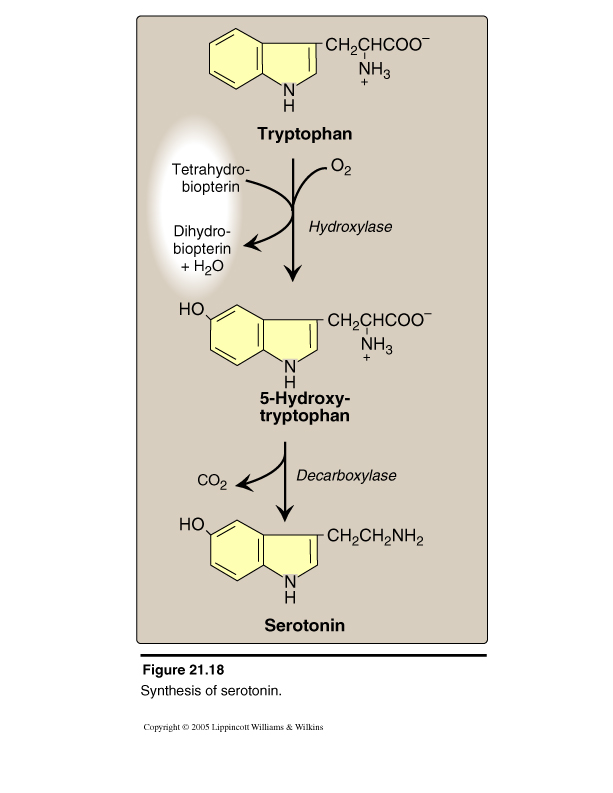 CH₂CHCOO⁻
NH₃
+
N
H
Tryptophan
Tetrahydro-
biopterin
O₂
Dihydro-
biopterin
+ H₂O
Hydroxylase
HO
CH₂CHCOO⁻
NH₃
+
N
H
5-Hydroxy-
tryptophan
CO₂
Decarboxylase
HO
CH₂CH₂NH₂
N
H
Serotonin
Figure 21.18
Synthesis of serotonin.
Copyright © 2005 Lippincott Williams & Wilkins